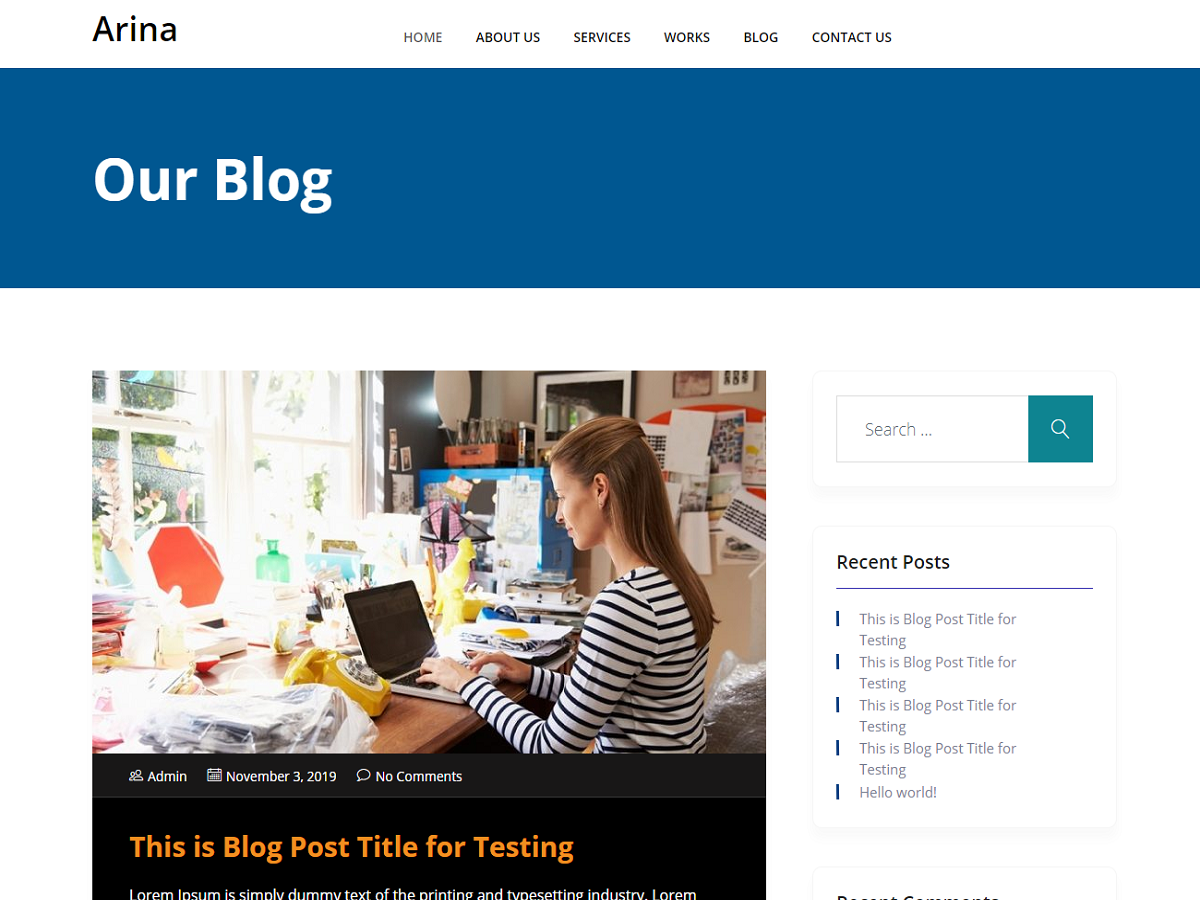 Arina
HOME ABOUT US SERVICES WORKS BLOG CONTACT US
Our Blog
Search ...
Recent Posts
This is Blog Post Title for
Testing
This is Blog Post Title for
Testing
This is Blog Post Title for
Testing
This is Blog Post Title for
Testing
Hello world!
Admin November 3, 2019 No Comments
This is Blog Post Title for Testing
Lorem Ipsum is simply dummy text of the printing and typesetting industry. Lorem
Recent Comments